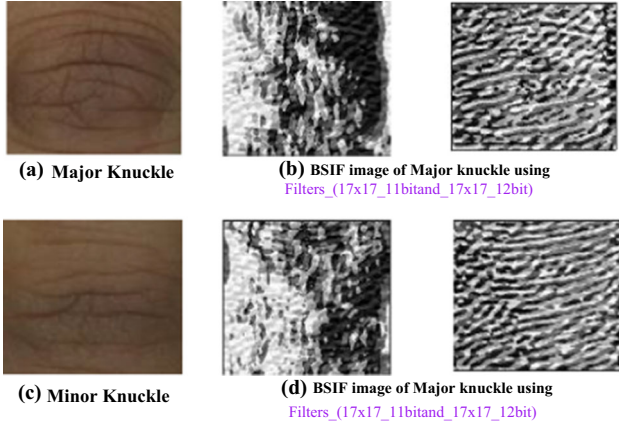 (a) Major Knuckle
(b) BSIF image of Major knuckle using
Filters_(17x17_11bitand_17x17_12bit)
(c) Minor Knuckle
(d) BSIF image of Major knuckle using
Filters_(17x17_11bitand_17x17_12bit)